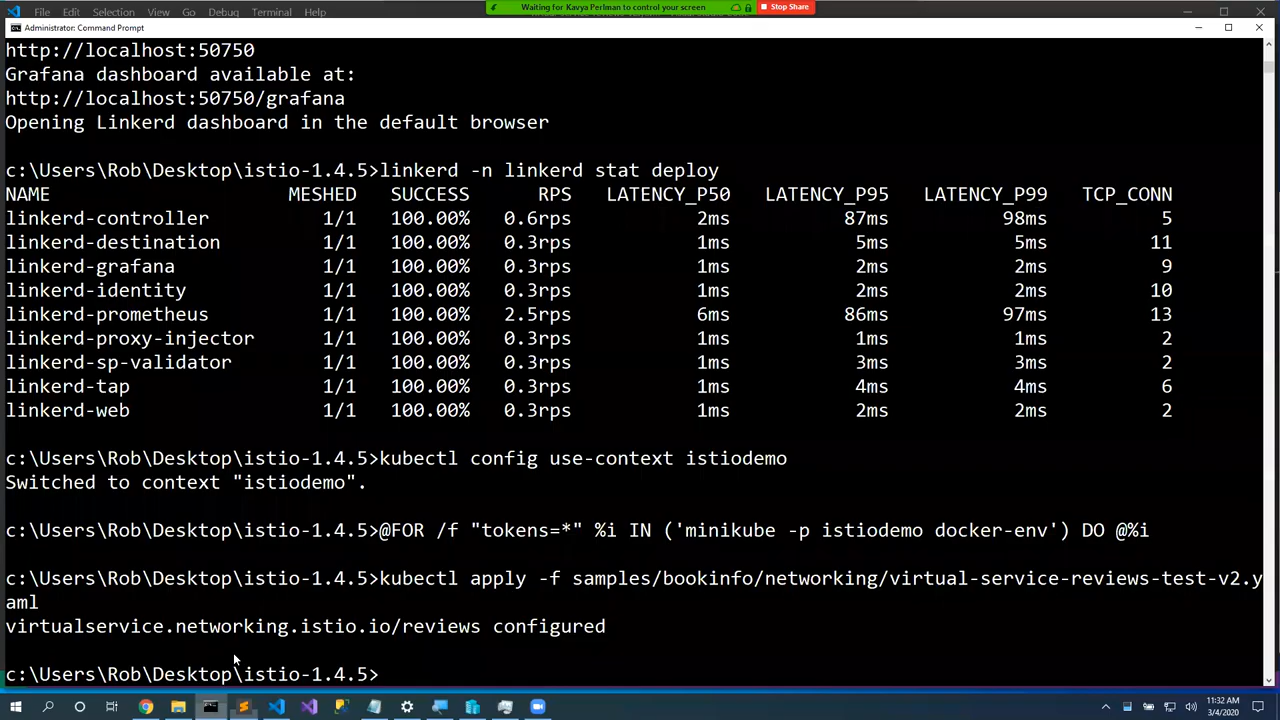 File Edit Selection View Go Debug Terminal Help
Waiting for Kavya Perlman to control your screen
Stop Share
Administrator: Command Prompt
http://localhost:50750
Grafana dashboard available at:
http://localhost:50750/grafana
Opening Linkerd dashboard in the default browser
c:\Users\Rob\Desktop\istio-1.4.5>linkerd -n linkerd stat deploy
NAME MESHED SUCCESS RPS LATENCY_P50 LATENCY_P95 LATENCY_P99 TCP_CONN
linkerd-controller 1/1 100.00% 0.6rps 2ms 87ms 98ms 5
linkerd-destination 1/1 100.00% 0.3rps 1ms 5ms 5ms 11
linkerd-grafana 1/1 100.00% 0.3rps 1ms 2ms 2ms 9
linkerd-identity 1/1 100.00% 0.3rps 1ms 2ms 2ms 10
linkerd-prometheus 1/1 100.00% 2.5rps 6ms 86ms 97ms 13
linkerd-proxy-injector 1/1 100.00% 0.3rps 1ms 1ms 1ms 2
linkerd-sp-validator 1/1 100.00% 0.3rps 1ms 3ms 3ms 2
linkerd-tap 1/1 100.00% 0.3rps 1ms 4ms 4ms 6
linkerd-web 1/1 100.00% 0.3rps 1ms 2ms 2ms 2
c:\Users\Rob\Desktop\istio-1.4.5>kubectl config use-context istiodemo
Switched to context "istiodemo".
c:\Users\Rob\Desktop\istio-1.4.5>@FOR /f "tokens=*" %i IN ('minikube -p istiodemo docker-env') DO @%i
c:\Users\Rob\Desktop\istio-1.4.5>kubectl apply -f samples/bookinfo/networking/virtual-service-reviews-test-v2.y
aml
virtualservice.networking.istio.io/reviews configured
c:\Users\Rob\Desktop\istio-1.4.5>
11:32 AM
3/4/2020